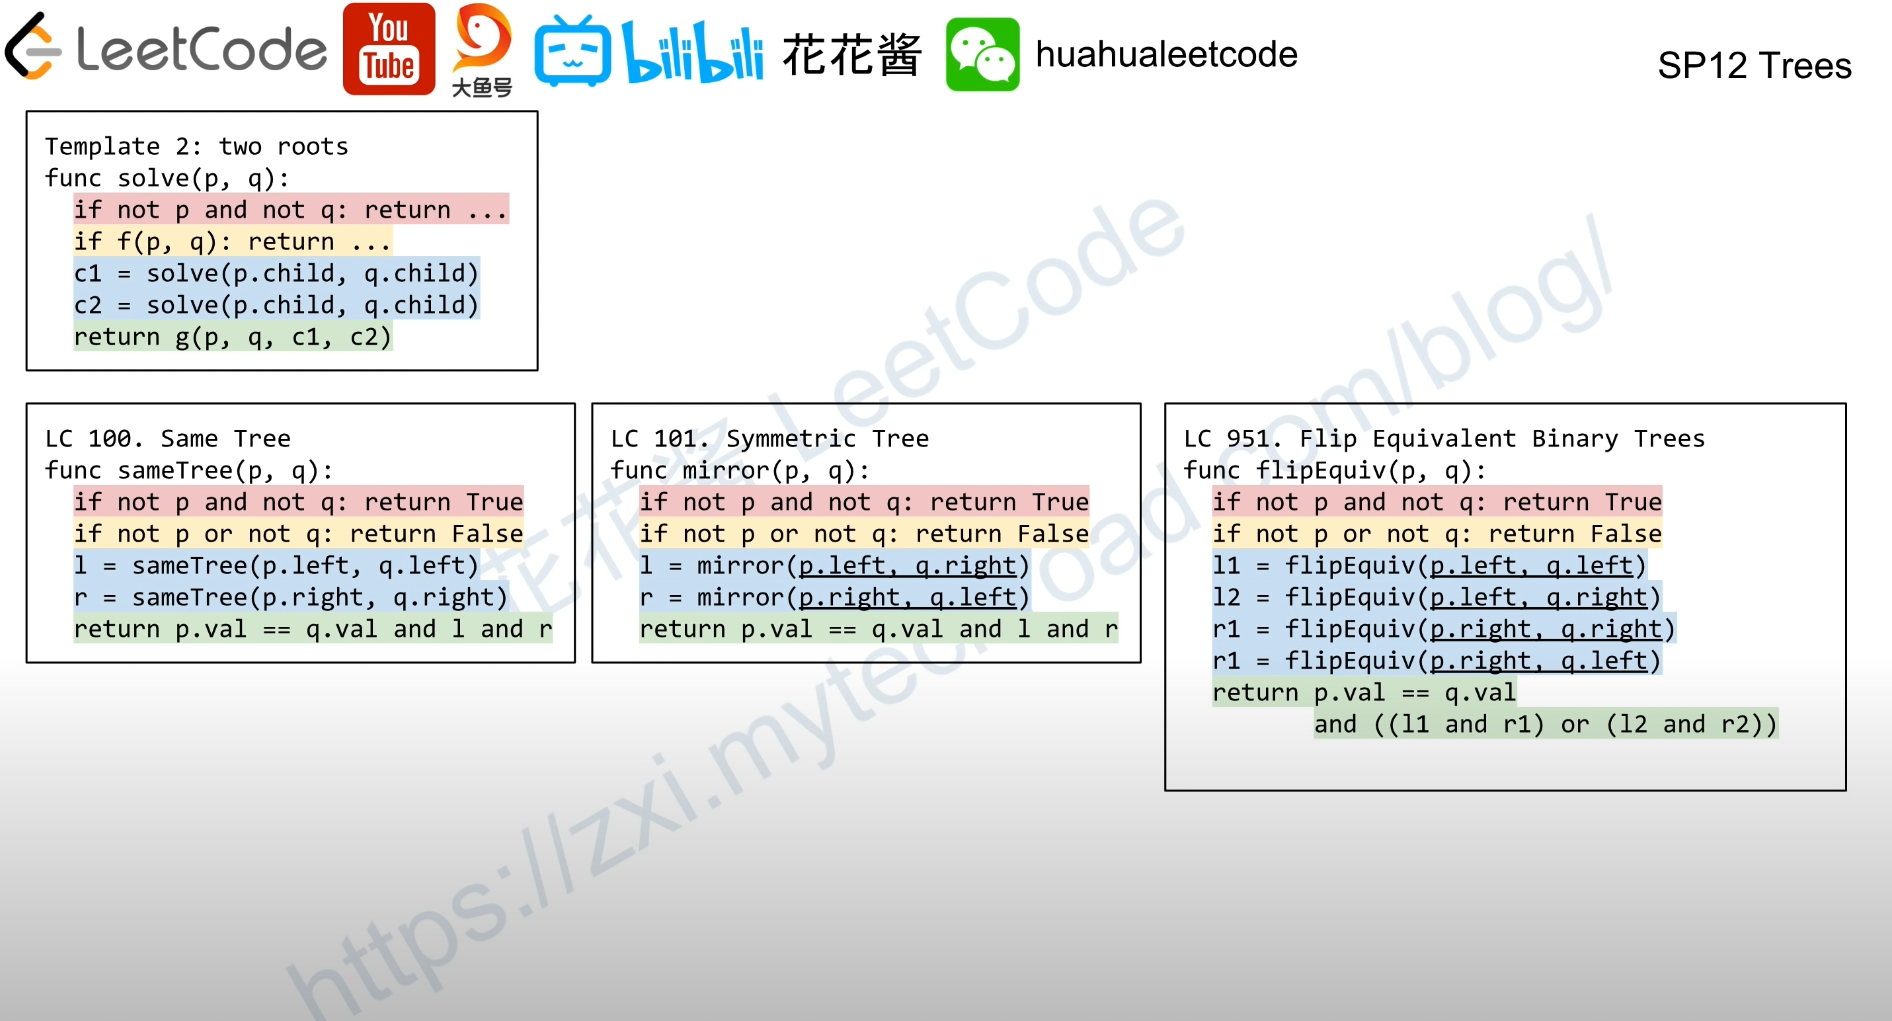 LeetCode You Tube 大鱼号 bilibili 花花酱 huahualeetcode
SP12 Trees
Template 2: two roots
func solve(p, q):
if not p and not q: return ...
if f(p, q): return ...
c1 = solve(p.child, q.child)
c2 = solve(p.child, q.child)
return g(p, q, c1, c2)
LC 100. Same Tree
func sameTree(p, q):
if not p and not q: return True
if not p or not q: return False
l = sameTree(p.left, q.left)
r = sameTree(p.right, q.right)
return p.val == q.val and l and r
LC 101. Symmetric Tree
func mirror(p, q):
if not p and not q: return True
if not p or not q: return False
l = mirror(p.left, q.right)
r = mirror(p.right, q.left)
return p.val == q.val and l and r
LC 951. Flip Equivalent Binary Trees
func flipEquiv(p, q):
if not p and not q: return True
if not p or not q: return False
l1 = flipEquiv(p.left, q.left)
l2 = flipEquiv(p.left, q.right)
r1 = flipEquiv(p.right, q.right)
r1 = flipEquiv(p.right, q.left)
return p.val == q.val
and ((l1 and r1) or (l2 and r2))
花花酱 LeetCode
https://zxi.mytechroad.com/blog/